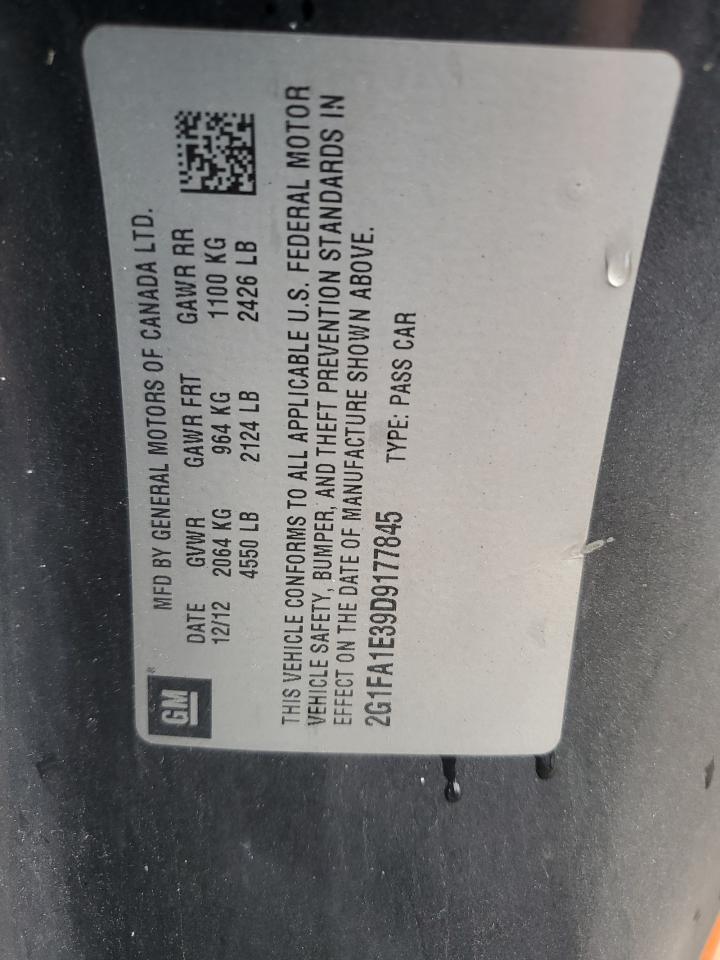 MFD BY GENERAL MOTORS OF CANADA LTD.
DATE GVWR GAWR FRT GAWR RR
12/12 2064 KG 964 KG 1100 KG
4550 LB 2124 LB 2426 LB
GM®
THIS VEHICLE CONFORMS TO ALL APPLICABLE U.S. FEDERAL MOTOR
VEHICLE SAFETY, BUMPER, AND THEFT PREVENTION STANDARDS IN
EFFECT ON THE DATE OF MANUFACTURE SHOWN ABOVE.
2G1FA1E39D9177845 TYPE: PASS CAR